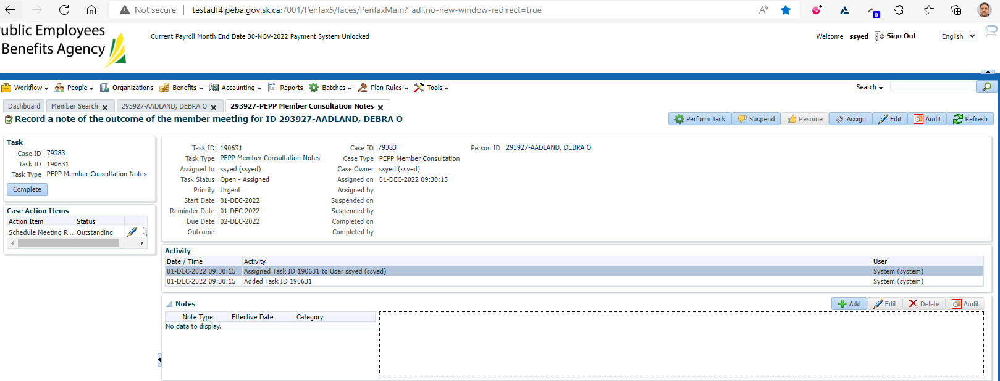 Not secure testadf4.peba.gov.sk.ca:7001/Penfax5/faces/PenfaxMain?_adf.no-new-window-redirect=true
0
ublic Employees
Benefits Agency
Current Payroll Month End Date 30-NOV-2022 Payment System Unlocked
Welcome ssyed Sign Out English
Workflow People Organizations Benefits Accounting Reports Batches Plan Rules Tools Search
Dashboard Member Search 293927-AADLAND, DEBRA O 293927-PEPP Member Consultation Notes
Record a note of the outcome of the member meeting for ID 293927-AADLAND, DEBRA O
Perform Task Suspend Resume Assign Edit Audit Refresh
Task
Case ID 79383
Task ID 190631
Task Type PEPP Member Consultation Notes
Complete
Case Action Items
Action Item Status
Schedule Meeting R... Outstanding
Task ID 190631 Case ID 79383 Person ID 293927-AADLAND, DEBRA O
Task Type PEPP Member Consultation Notes Case Type PEPP Member Consultation
Assigned to ssyed (ssyed) Case Owner ssyed (ssyed)
Task Status Open - Assigned Assigned on 01-DEC-2022 09:30:15
Priority Urgent Assigned by
Start Date 01-DEC-2022 Suspended on
Reminder Date 01-DEC-2022 Suspended by
Due Date 02-DEC-2022 Completed on
Outcome Completed by
Activity
Date / Time Activity User
01-DEC-2022 09:30:15 Assigned Task ID 190631 to User ssyed (ssyed) System (system)
01-DEC-2022 09:30:15 Added Task ID 190631 System (system)
Notes Add Edit Delete Audit
Note Type Effective Date Category
No data to display.